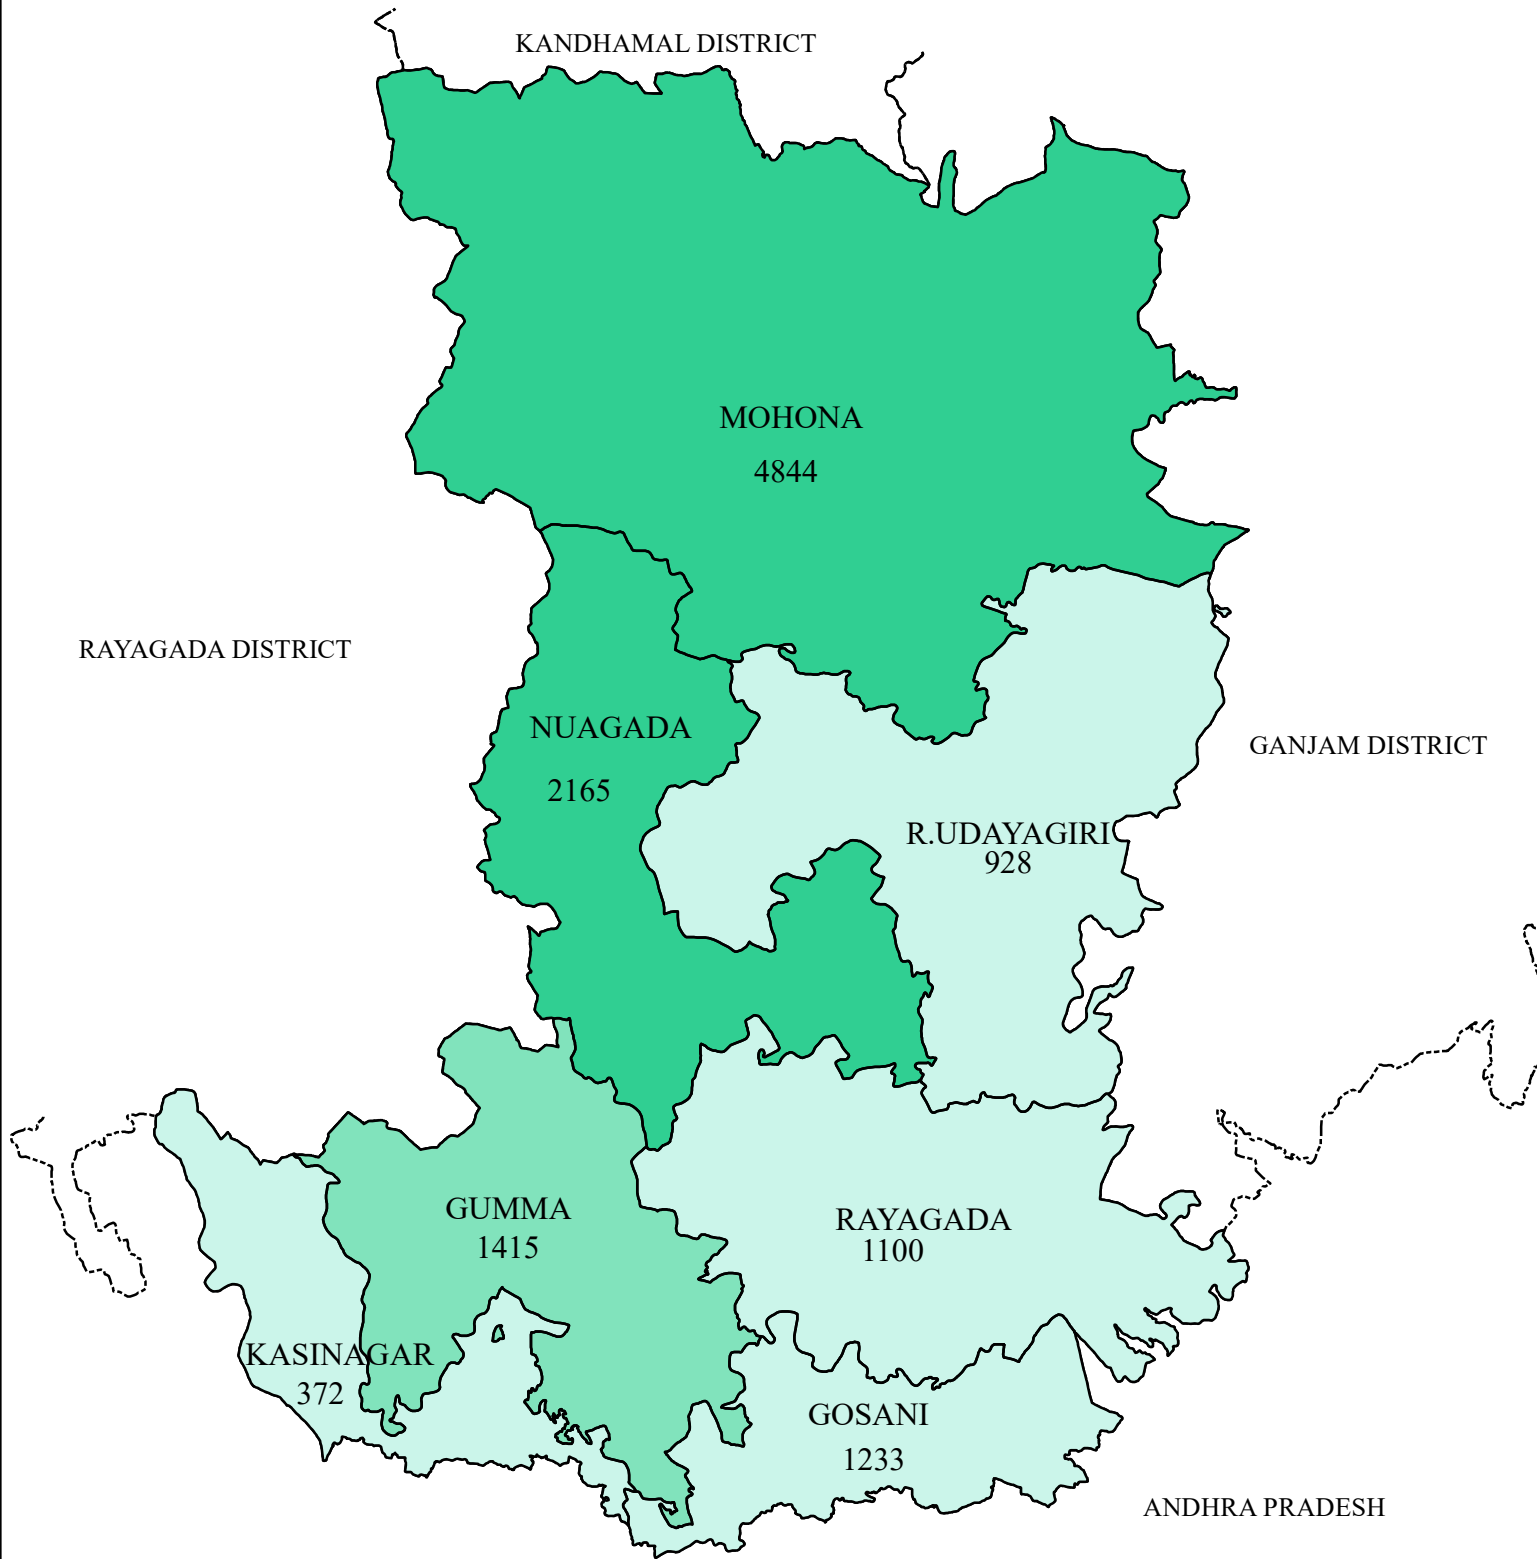 KANDHAMAL DISTRICT
MOHONA
4844
RAYAGADA DISTRICT
NUAGADA
2165
GANJAM DISTRICT
R.UDAYAGIRI
928
GUMMA
1415
RAYAGADA
1100
KASINAGAR
372
GOSANI
1233
ANDHRA PRADESH